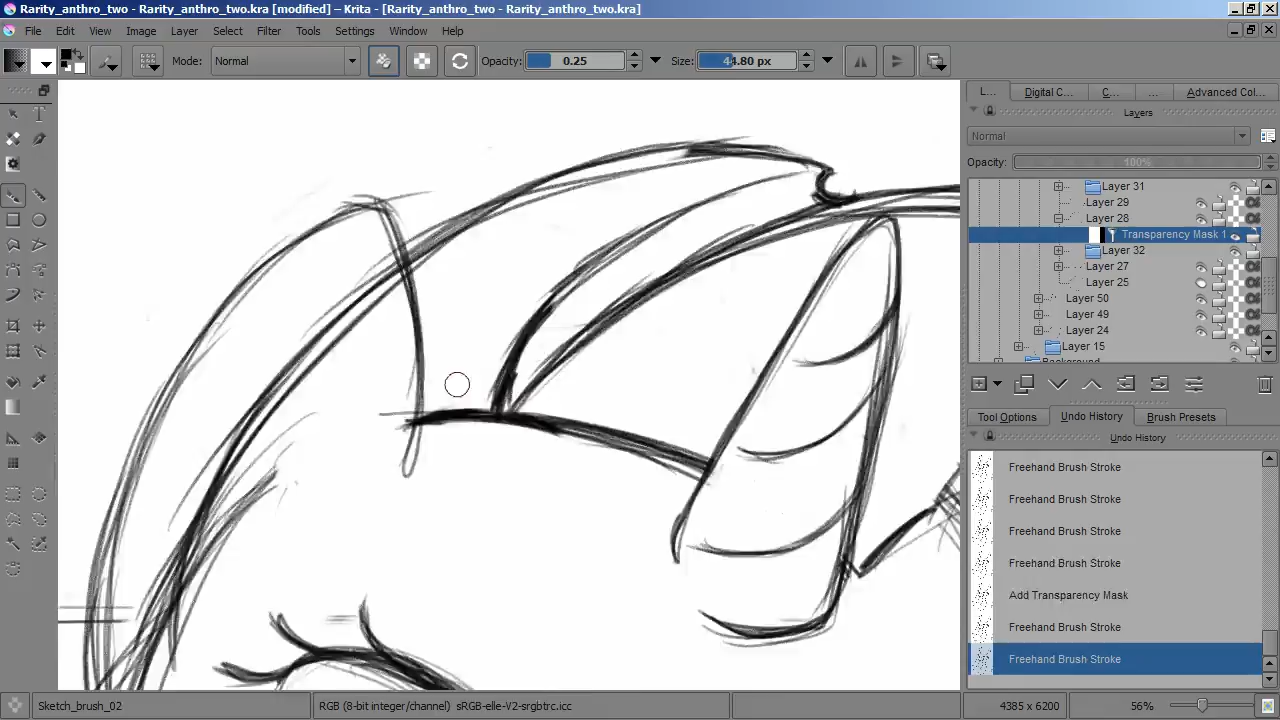 Rarity_anthro_two - Rarity_anthro_two.kra [modified] – Krita - [Rarity_anthro_two - Rarity_anthro_two.kra]
File Edit View Image Layer Select Filter Tools Settings Window Help
Mode: Normal Opacity: 0.25 Size: 44.80 px
L... Digital C... C... ... Advanced Col...
Layers
Normal
Opacity: 100%
Layer 31
Layer 29
Layer 28
Transparency Mask 1
Layer 32
Layer 27
Layer 25
Layer 50
Layer 49
Layer 24
Layer 15
Background
Tool Options Undo History Brush Presets
Undo History
Freehand Brush Stroke
Freehand Brush Stroke
Freehand Brush Stroke
Freehand Brush Stroke
Add Transparency Mask
Freehand Brush Stroke
Freehand Brush Stroke
Sketch_brush_02 RGB (8-bit integer/channel) sRGB-elle-V2-srgbtrc.icc 4385 x 6200 56%